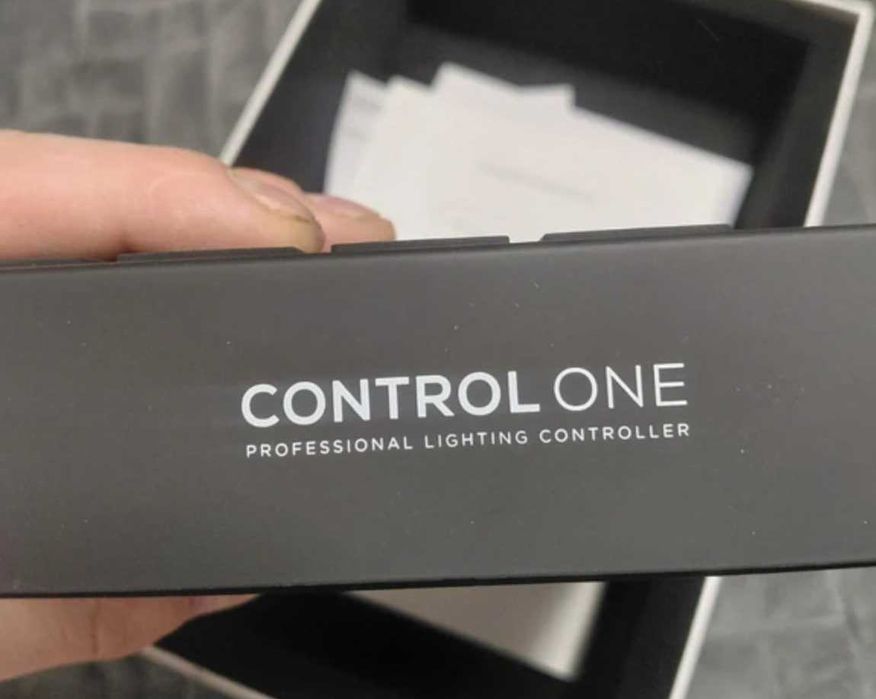 CONTROL ONE
PROFESSIONAL LIGHTING CONTROLLER